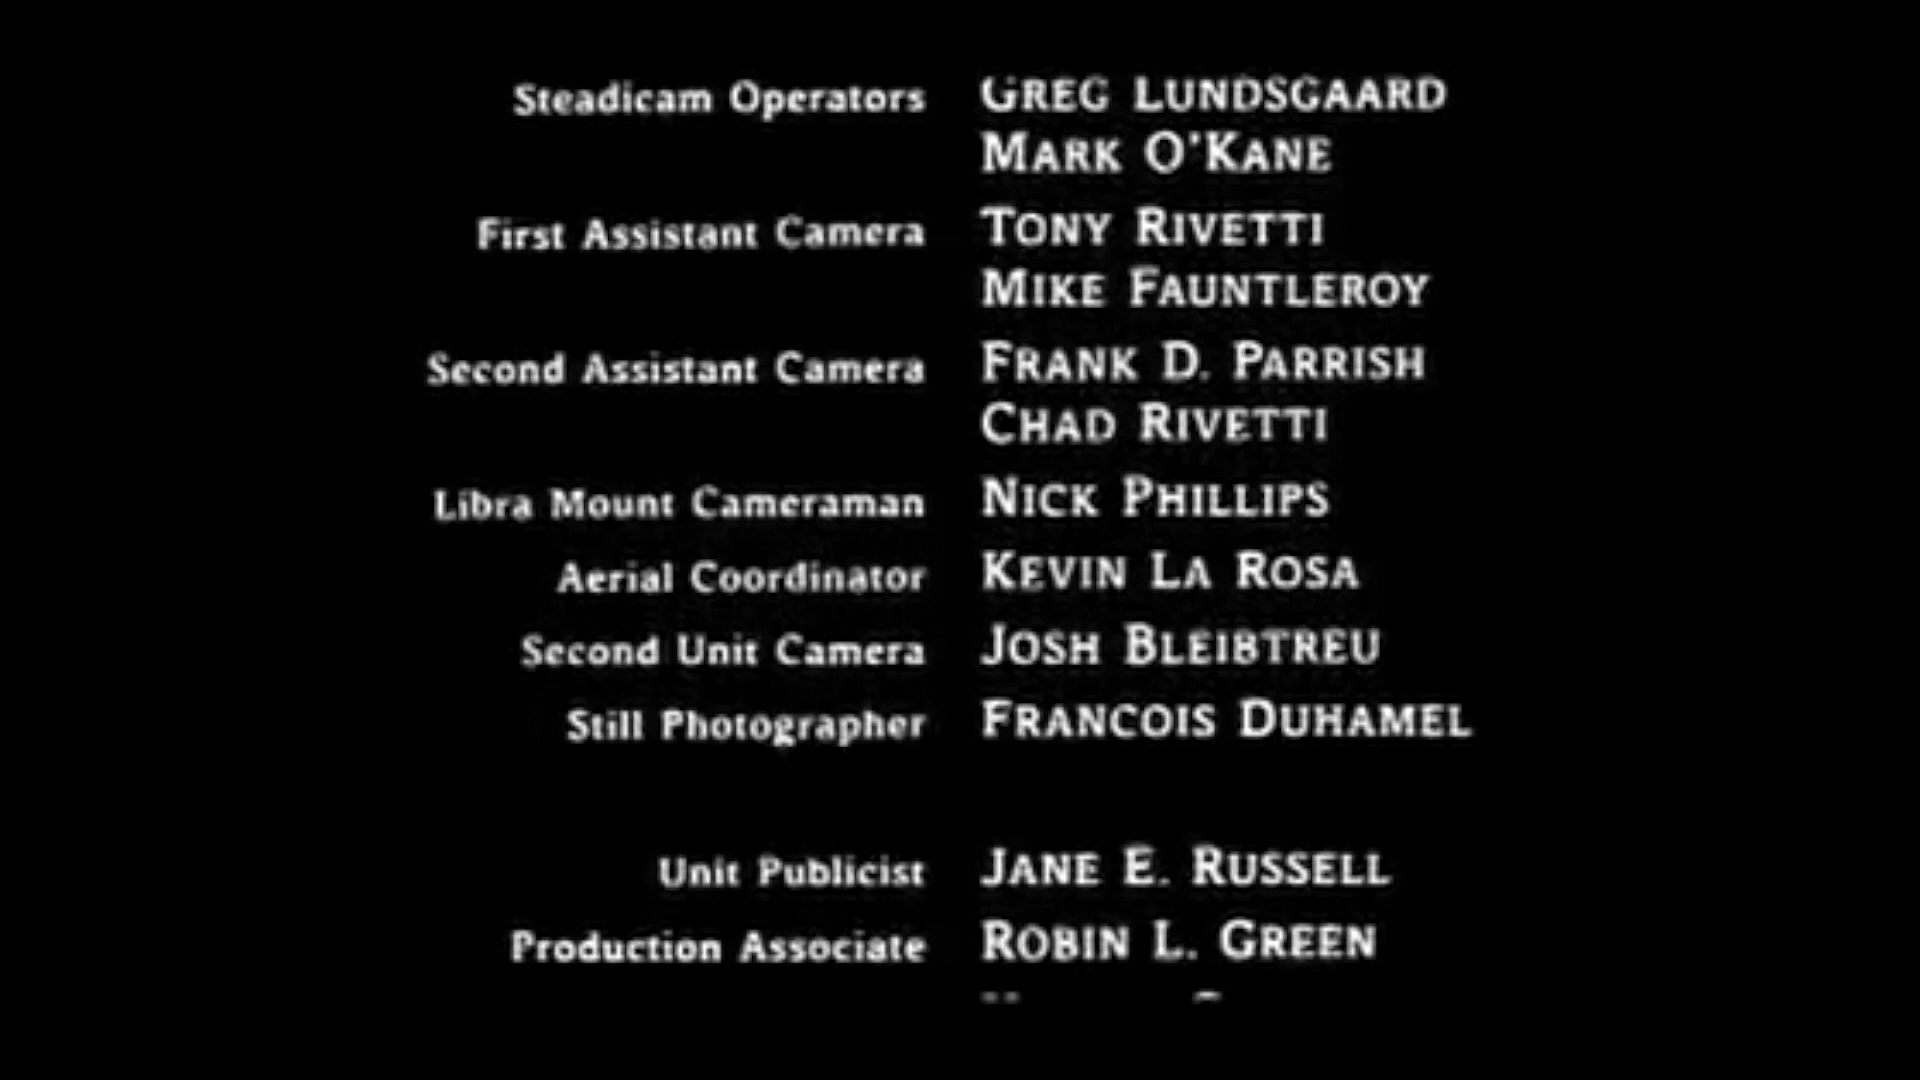 Steadicam Operators GREG LUNDSGAARD
MARK O'KANE
First Assistant Camera TONY RIVETTI
MIKE FAUNTLEROY
Second Assistant Camera FRANK D. PARRISH
CHAD RIVETTI
Libra Mount Cameraman NICK PHILLIPS
Aerial Coordinator KEVIN LA ROSA
Second Unit Camera JOSH BLEIBTREU
Still Photographer FRANCOIS DUHAMEL
Unit Publicist JANE E. RUSSELL
Production Associate ROBIN L. GREEN